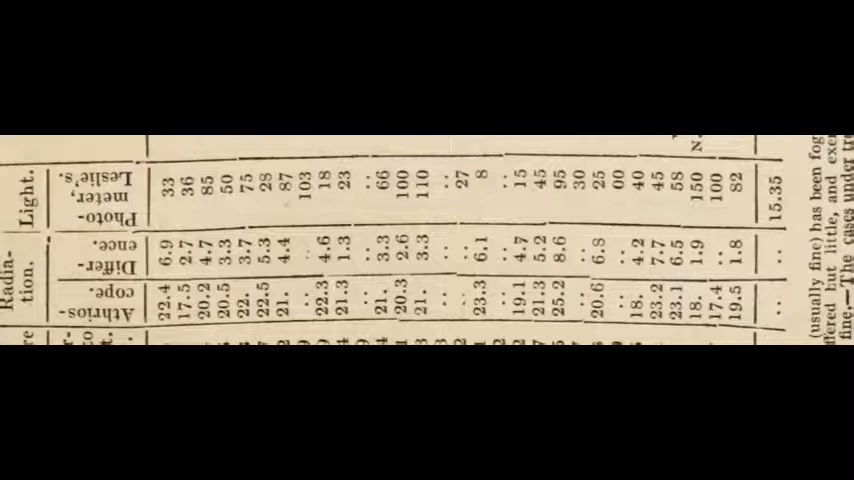 Radia-
tion. Light.
Athrios-
cope.
Differ-
ence.
Photo-
meter,
Leslie's.
22.4 6.9 33
17.5 2.7 36
20.2 4.7 85
20.5 3.3 50
22. 3.7 75
22.5 5.3 28
21. 4.4 87
.. .. 103
22.3 4.6 18
21.3 1.3 23
.. .. ..
21. 3.3 66
20.3 2.6 100
21. 3.3 110
.. .. ..
.. .. 27
23.3 6.1 8
.. .. ..
19.1 4.7 15
21.3 5.2 45
25.2 8.6 95
.. .. 30
20.6 6.8 25
.. .. 00
18. 4.2 40
23.2 7.7 45
23.1 6.5 58
18. 1.9 150 N.
17.4 .. 100
19.5 1.8 82
.. .. 15.35
(usually fine) has been fog
but little, and
fine.—The cases under